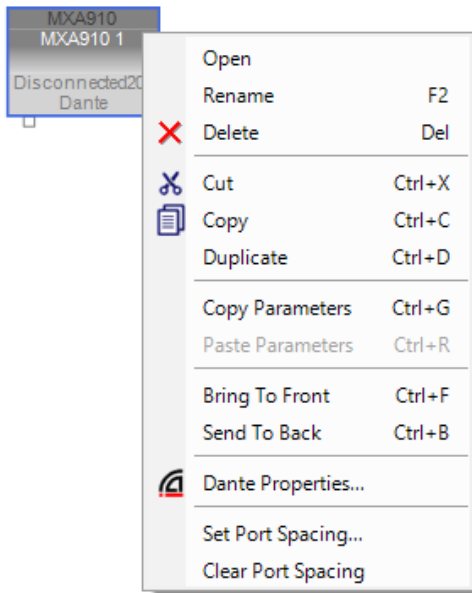 MXA910
MXA910 1
Disconnected20
Dante
Open
Rename F2
Delete Del
Cut Ctrl+X
Copy Ctrl+C
Duplicate Ctrl+D
Copy Parameters Ctrl+G
Paste Parameters Ctrl+R
Bring To Front Ctrl+F
Send To Back Ctrl+B
Dante Properties...
Set Port Spacing...
Clear Port Spacing